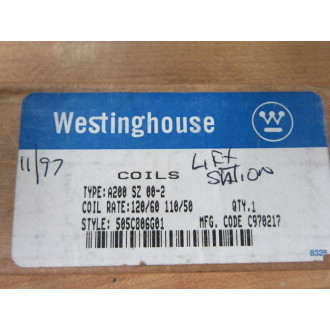 Westinghouse
11/97
COILS
LIFT
STATION
TYPE:A200 SZ 00-2
COIL RATE:120/60 110/50 QTY.1
STYLE: 505C806G01 MFG. CODE C970217
8329